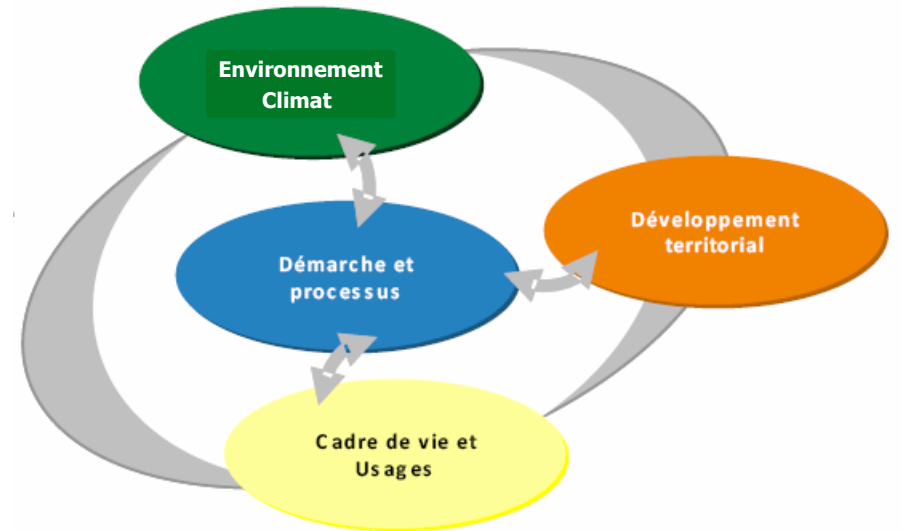 Environnement
Climat
Développement
territorial
Démarche et
processus
Cadre de vie et
Usages